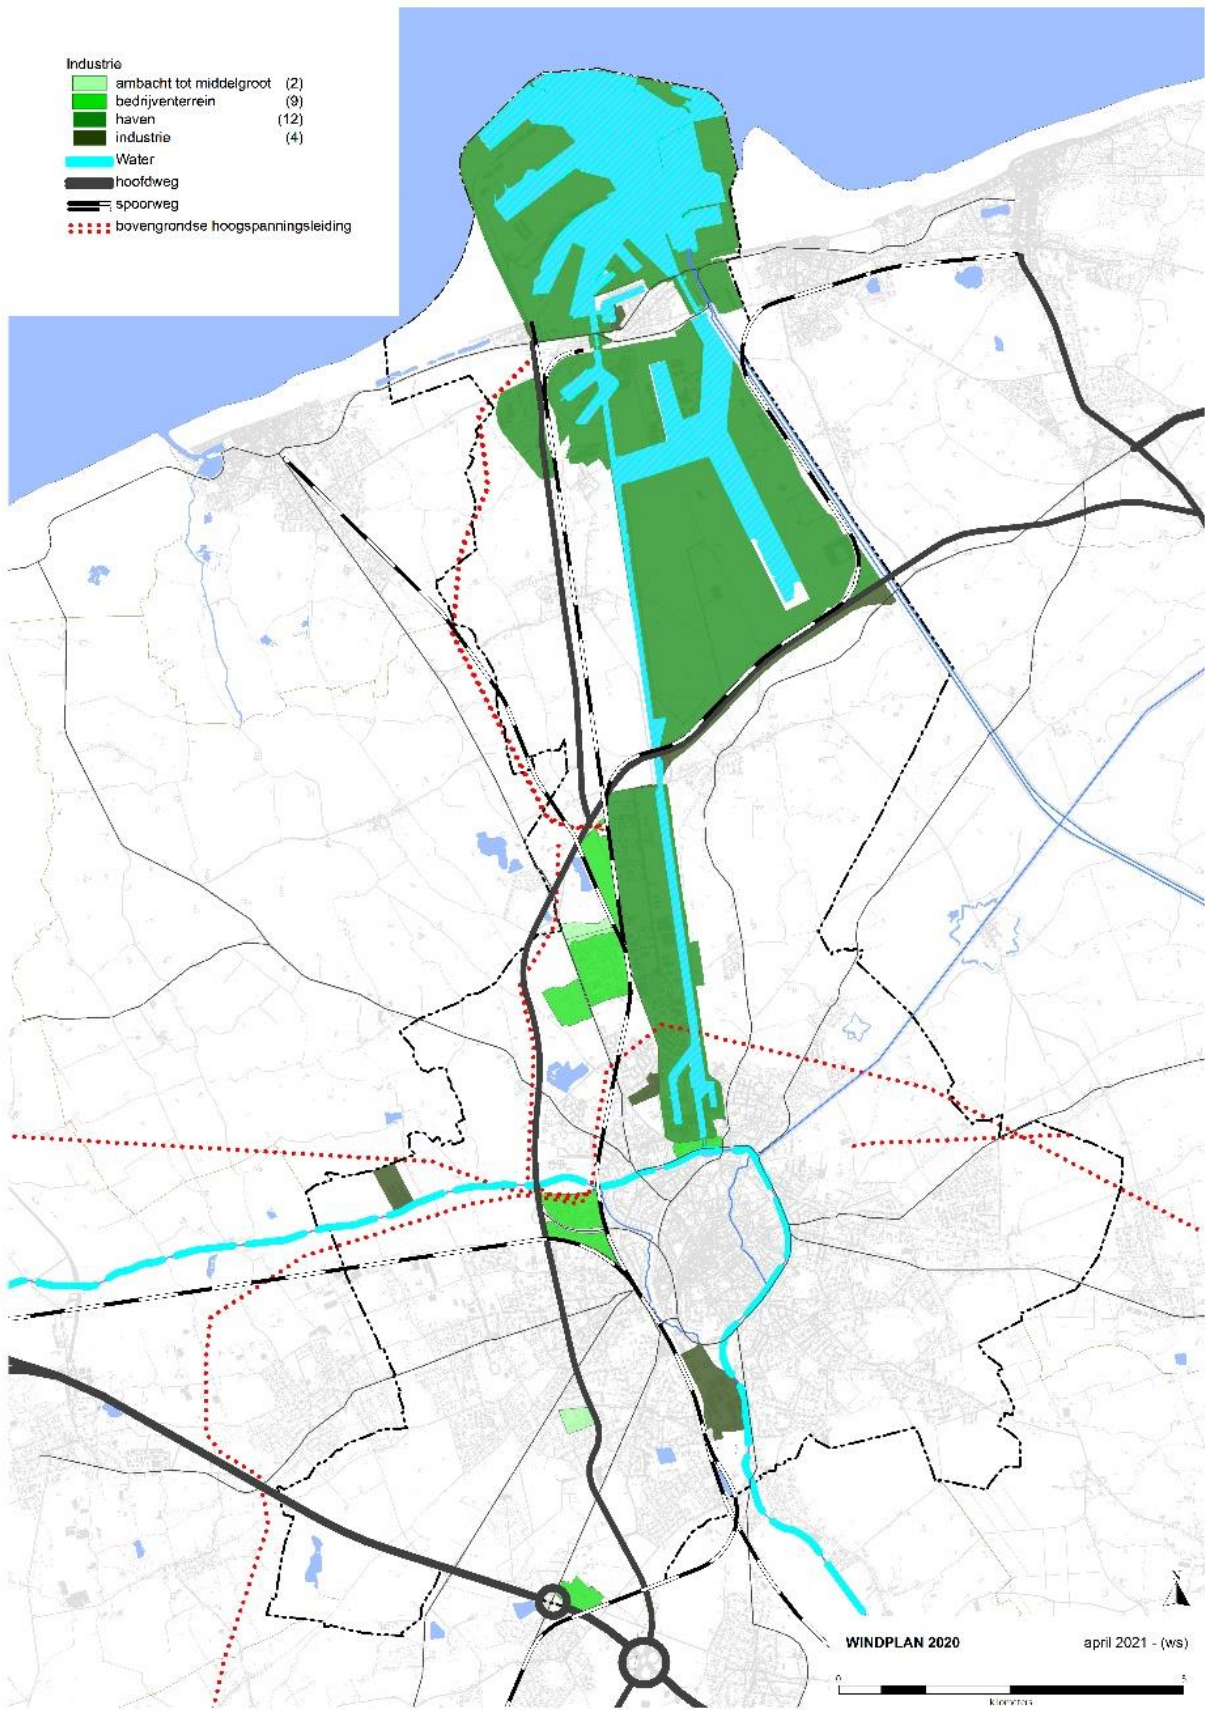 Industrie
ambacht tot middelgroot (2)
bedrijventerrein (9)
haven (12)
industrie (4)
Water
hoofdweg
spoorweg
bovengrondse hoogspanningsleiding
N
WINDPLAN 2020 april 2021 - (ws)
0 5
kilometers